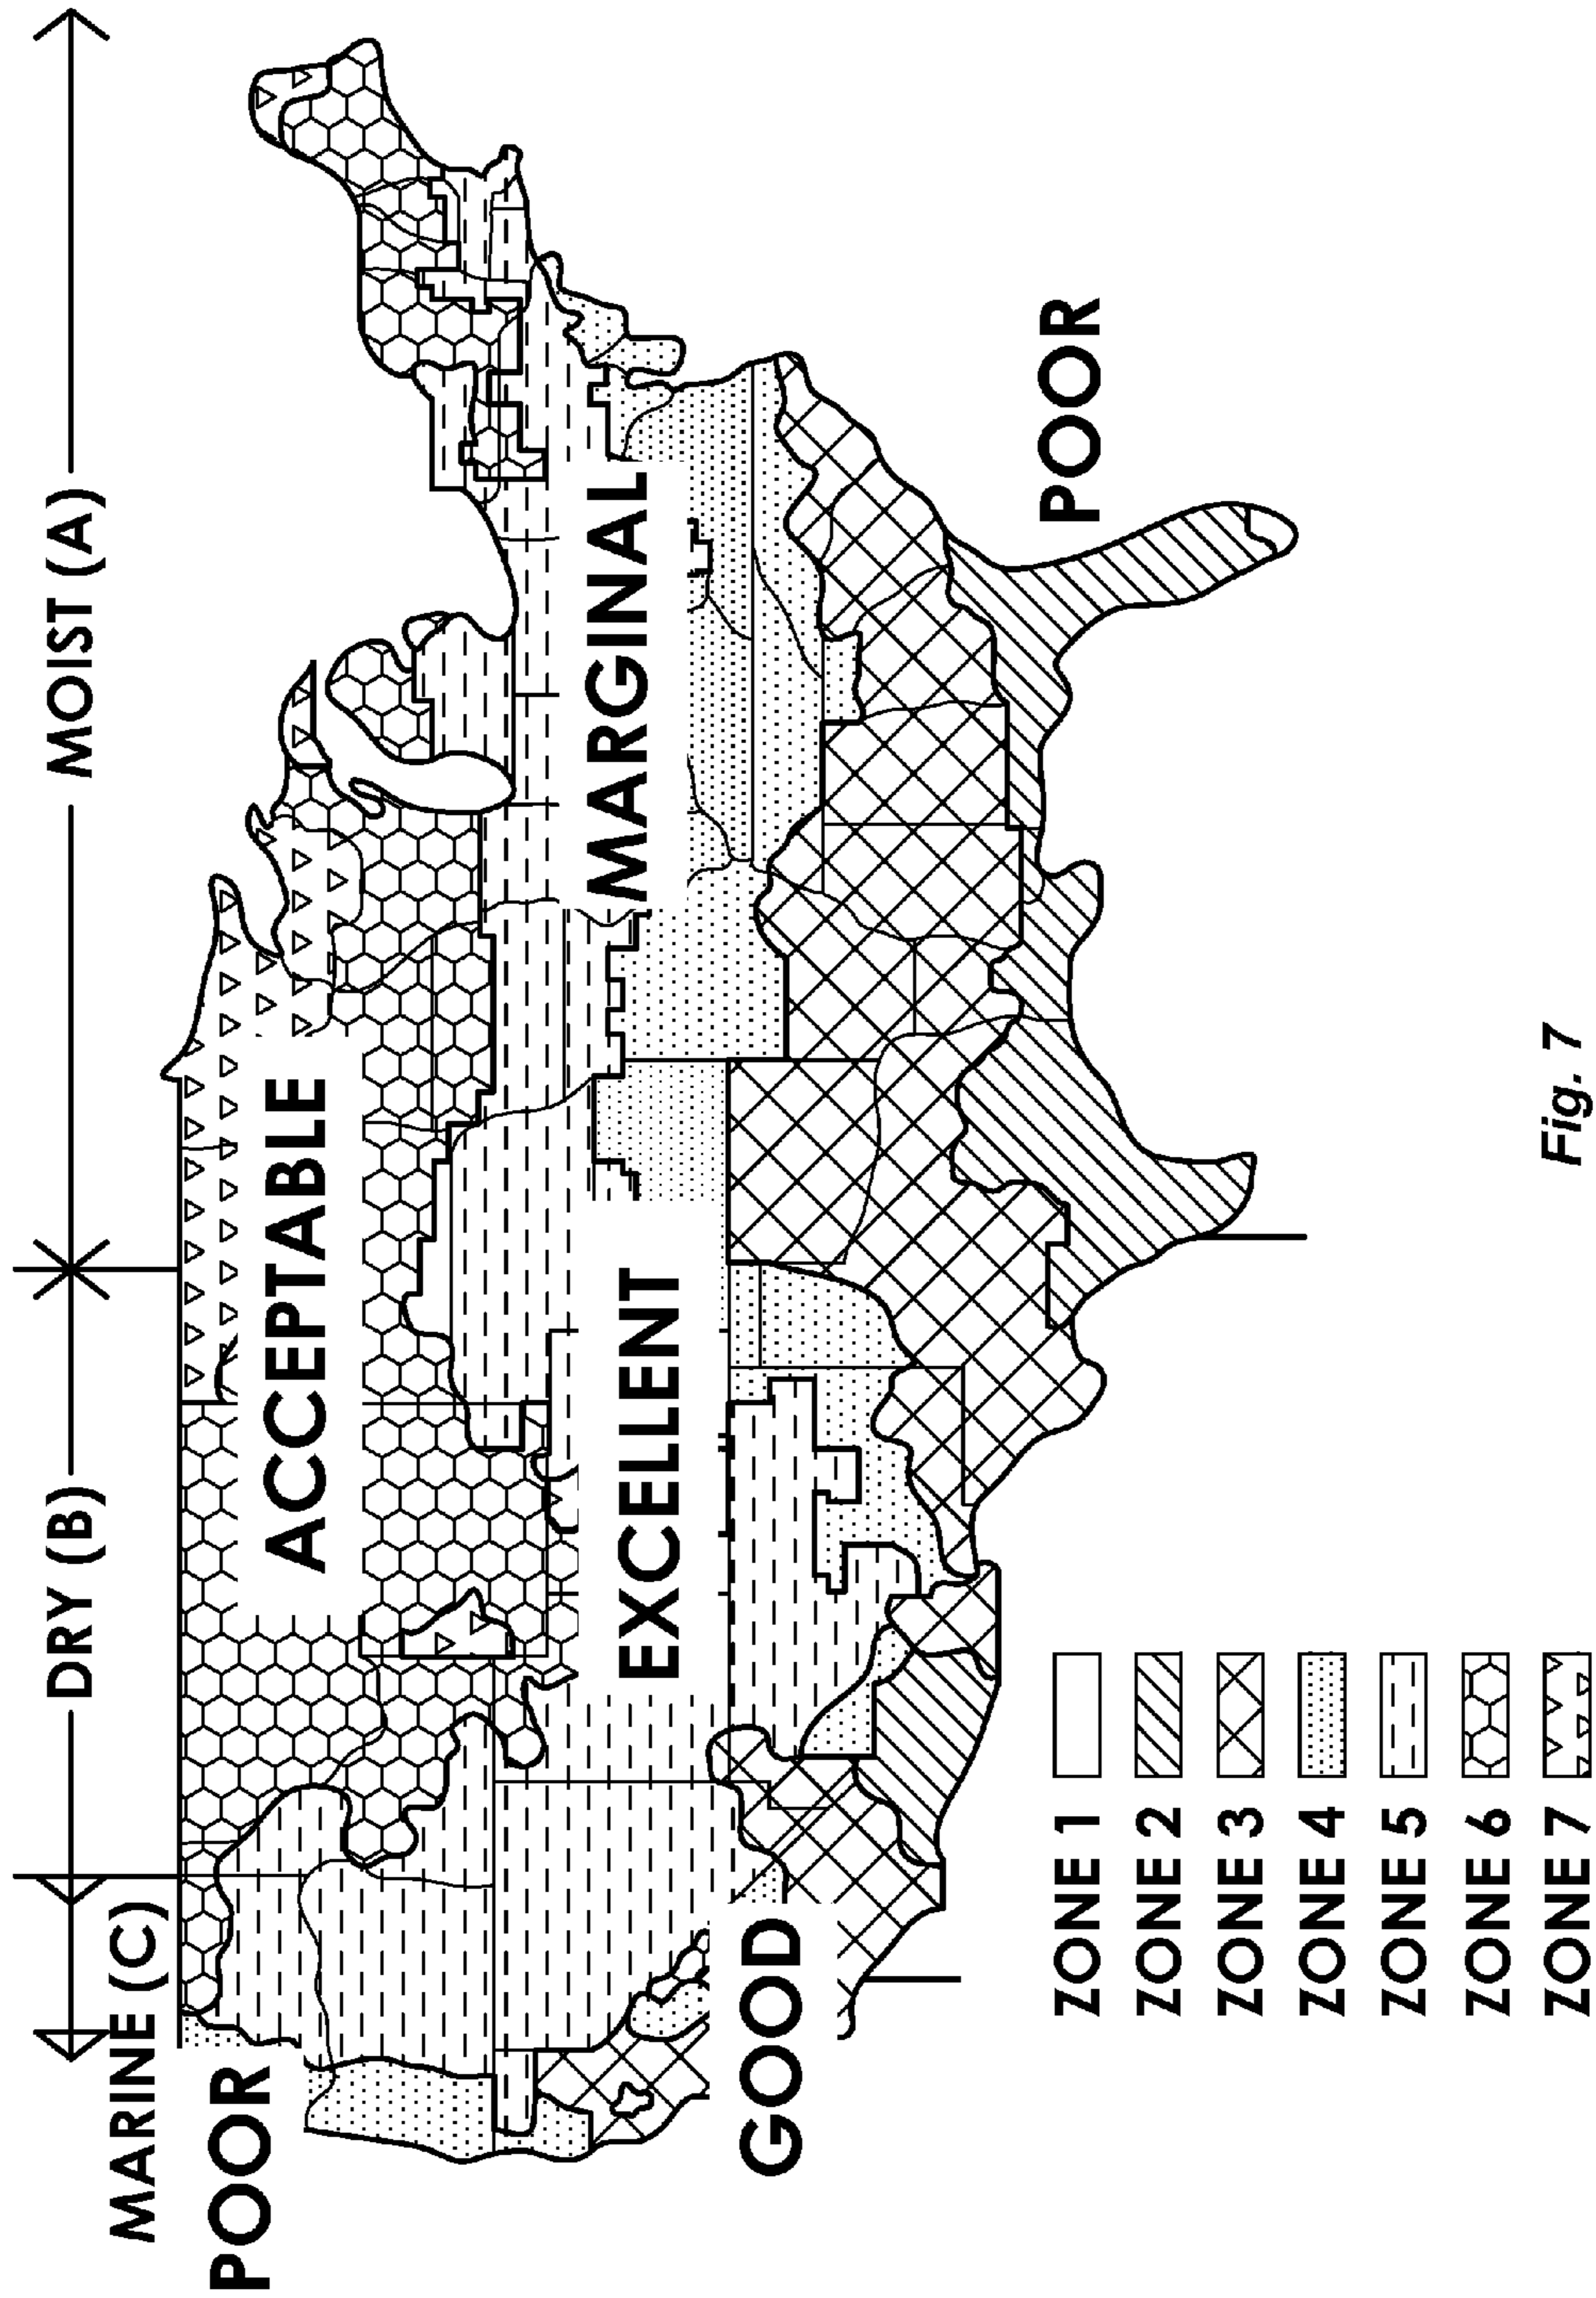 MARINE (C)
DRY (B)
MOIST (A)
POOR
ACCEPTABLE
EXCELLENT
MARGINAL
GOOD
POOR
ZONE 1
ZONE 2
ZONE 3
ZONE 4
ZONE 5
ZONE 6
ZONE 7
Fig. 7